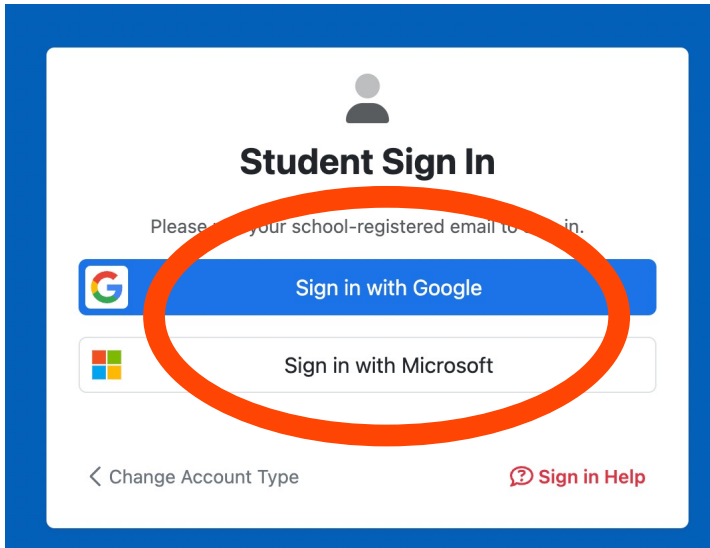 Student Sign In
Please your school-registered email to in.
Sign in with Google
Sign in with Microsoft
Change Account Type
Sign in Help